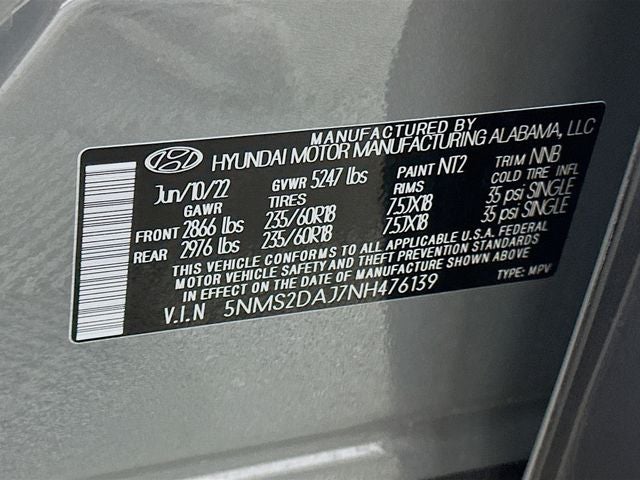 MANUFACTURED BY
HYUNDAI MOTOR MANUFACTURING ALABAMA, LLC
Jun/10/22 GVWR 5247 lbs PAINT NT2 TRIM NNB
GAWR TIRES RIMS COLD TIRE INFL
FRONT 2866 lbs 235/60R18 7.5JX18 35 psi SINGLE
REAR 2976 lbs 235/60R18 7.5JX18 35 psi SINGLE
THIS VEHICLE CONFORMS TO ALL APPLICABLE U.S.A. FEDERAL
MOTOR VEHICLE SAFETY AND THEFT PREVENTION STANDARDS
IN EFFECT ON THE DATE OF MANUFACTURE SHOWN ABOVE
V.I.N 5NMS2DAJ7NH476139 TYPE: MPV